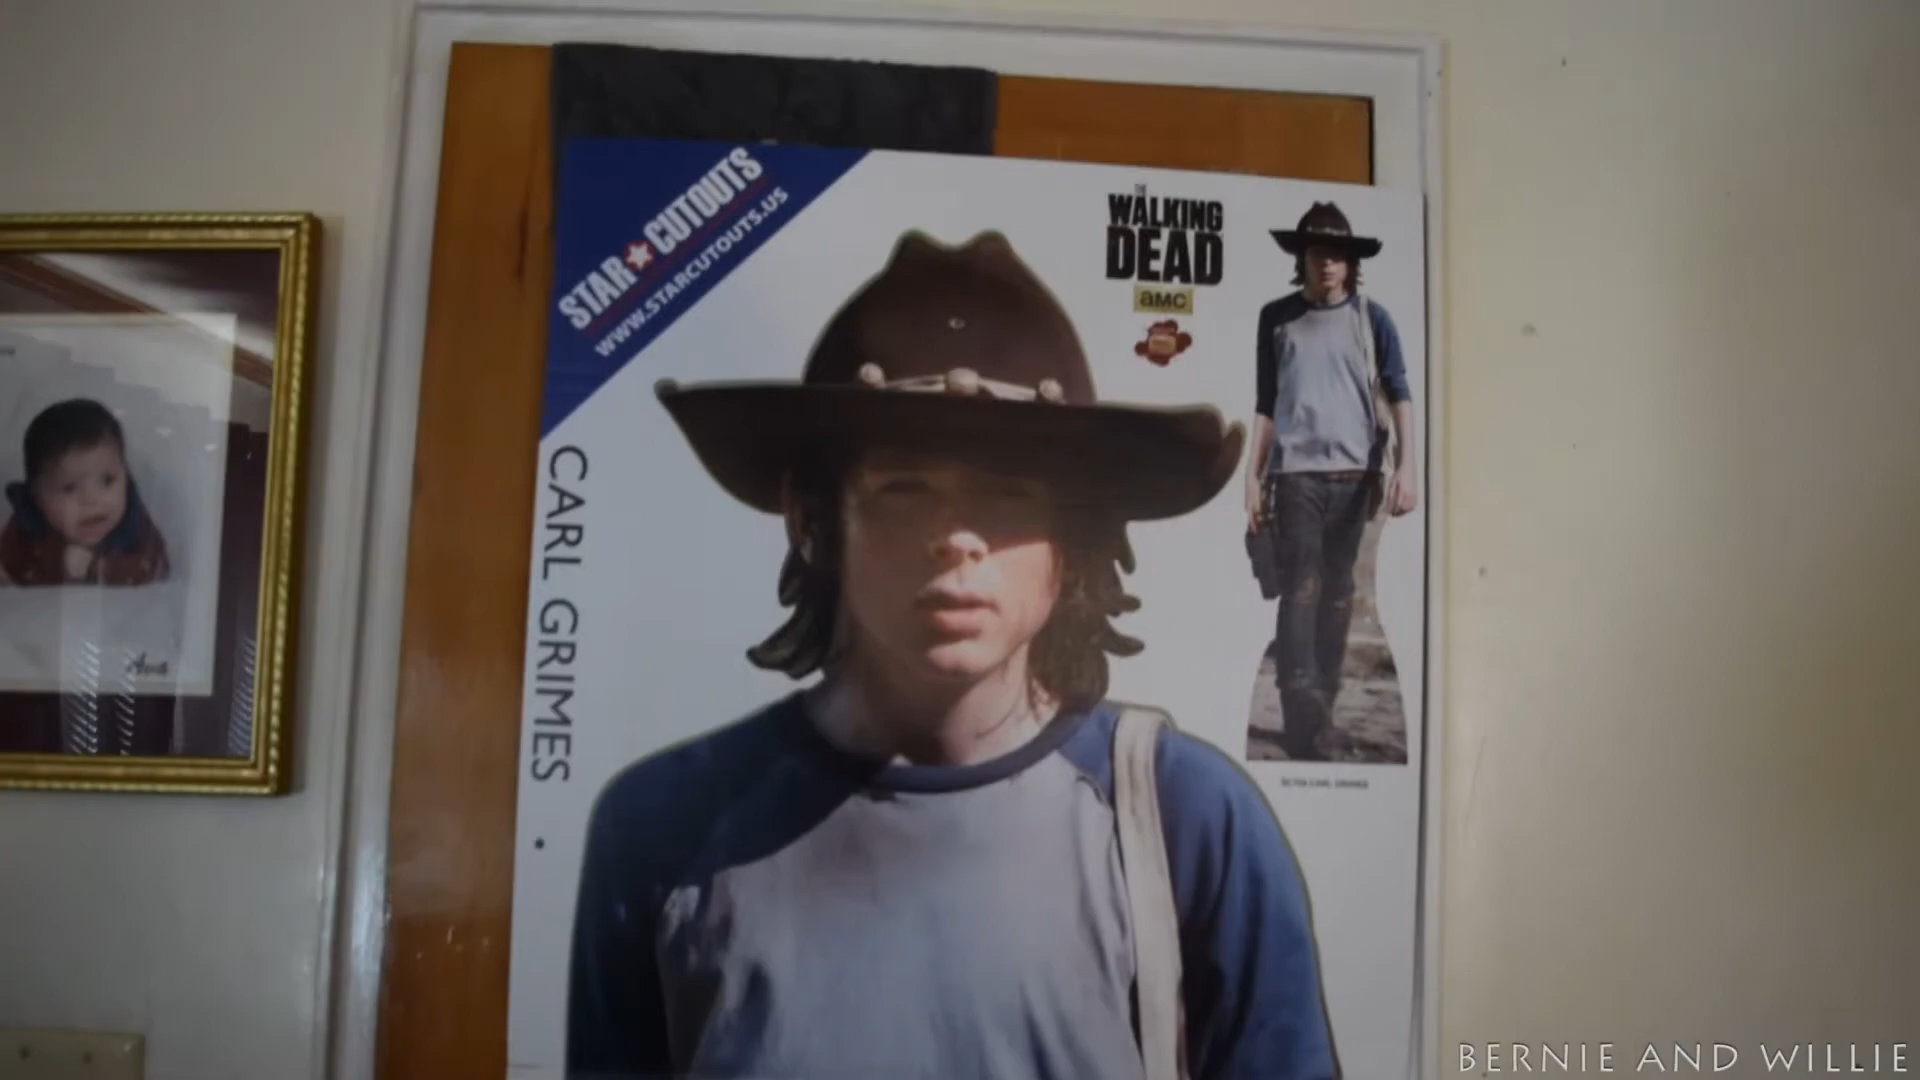 STAR★CUTOUTS
WWW.STARCUTOUTS.US
THE
WALKING
DEAD
aMC
CARL GRIMES •
BERNIE AND WILLIE